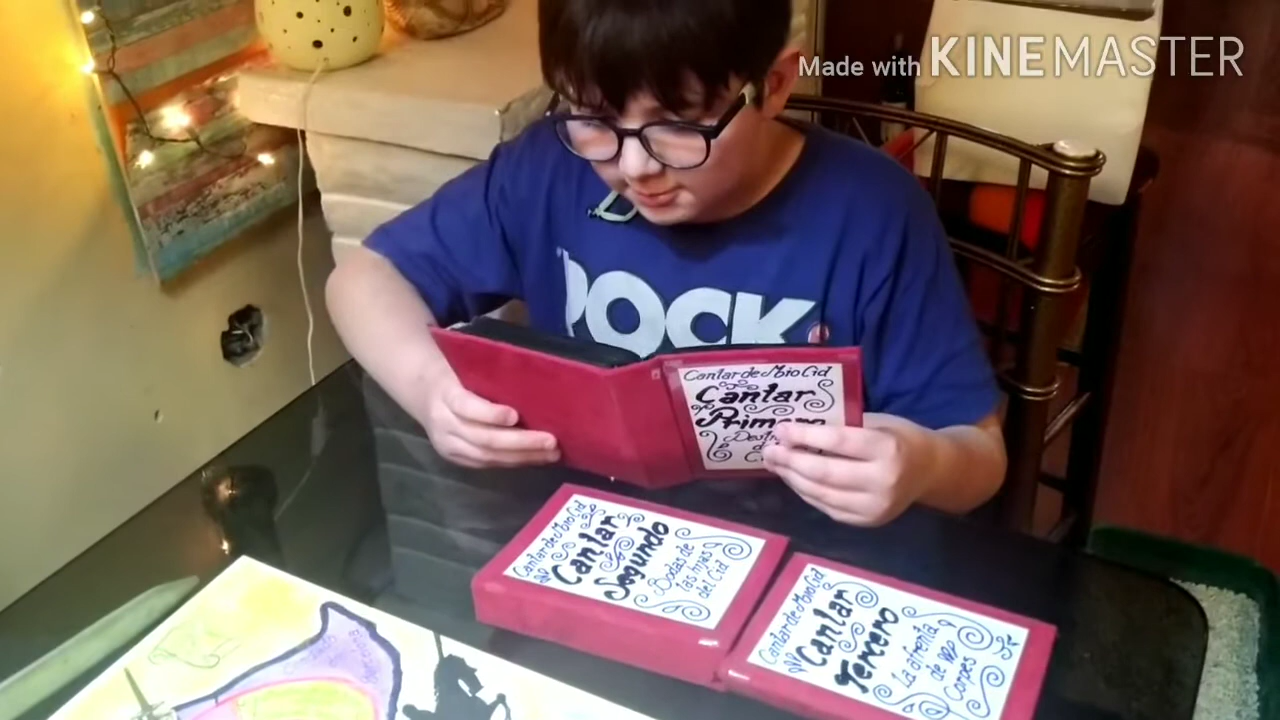 Made with KINEMASTER
ROCK.
Cantar de Mio Cid
Cantar
Primero
Cantar de Mio Cid
Cantar
Segundo
Bodas de
las hijas
del Cid
Cantar de Mio Cid
Cantar
Tercero
La afrenta
de
Corpes